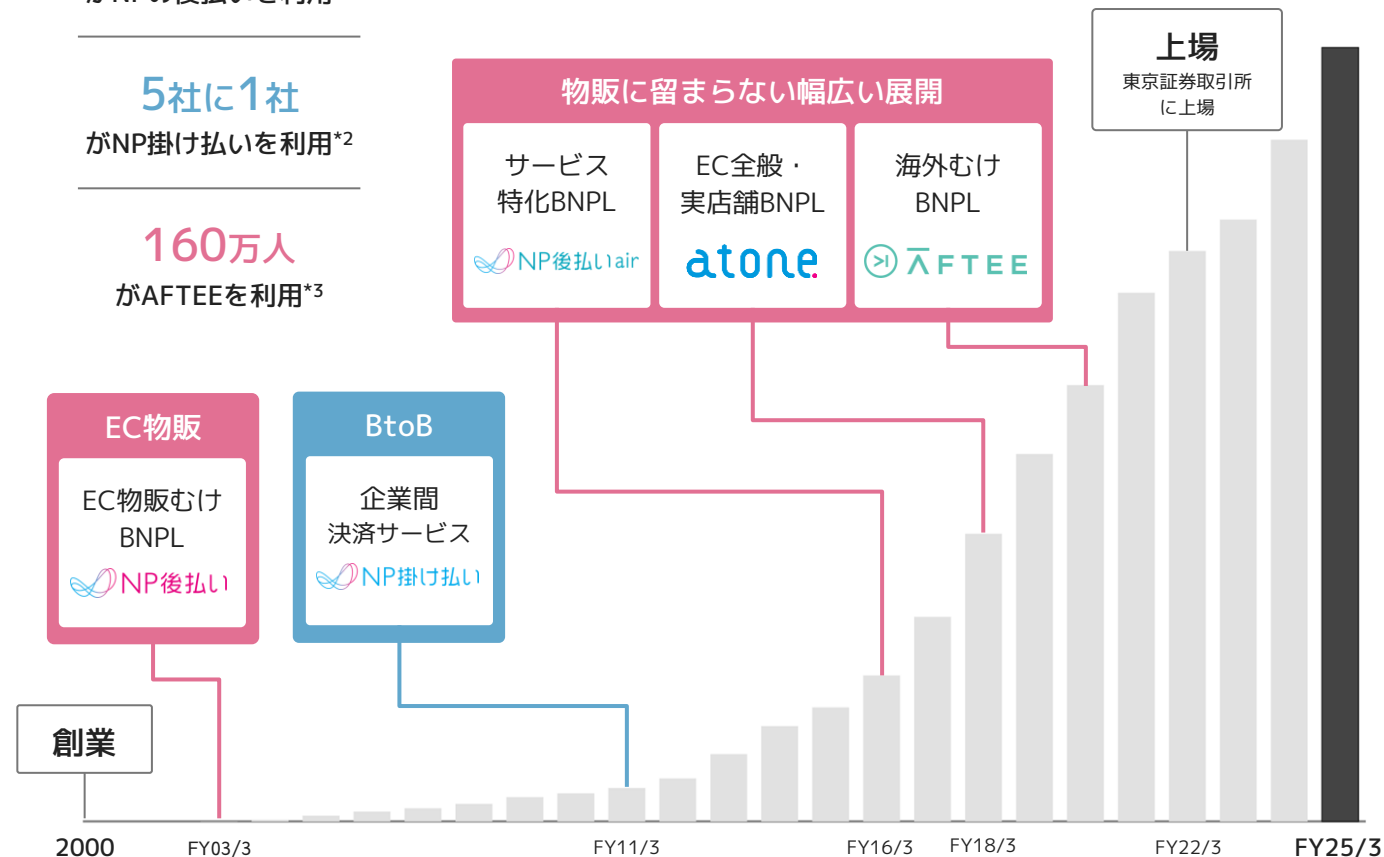 5社に1社
がNP掛け払いを利用*2
160万人
がAFTEEを利用*3
物販に留まらない幅広い展開
サービス
特化BNPL
NP後払いair
EC全般・
実店舗BNPL
atone
海外むけ
BNPL
AFTEE
上場
東京証券取引所
に上場
EC物販
EC物販むけ
BNPL
NP後払い
BtoB
企業間
決済サービス
NP掛け払い
創業
2000
FY03/3
FY11/3
FY16/3
FY18/3
FY22/3
FY25/3